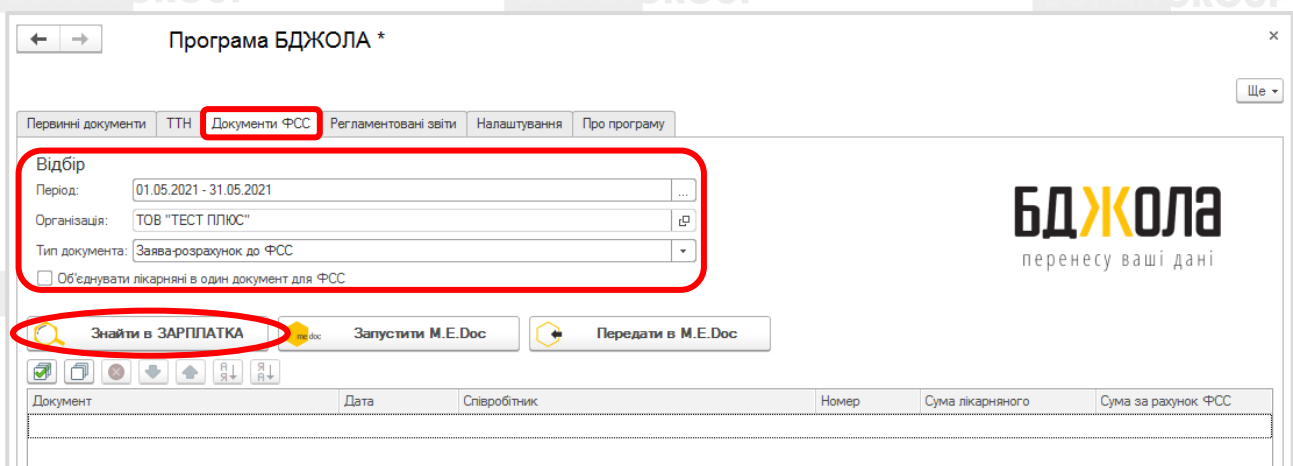 Програма БДЖОЛА *
×
Ще
Первинні документи ТТН Документи ФСС Регламентовані звіти Налаштування Про програму
Відбір
Період: 01.05.2021 - 31.05.2021 ...
Організація: ТОВ "ТЕСТ ПЛЮС"
Тип документа: Заява-розрахунок до ФСС
Об'єднувати лікарняні в один документ для ФСС
БДЖОЛА
перенесу ваші дані
Знайти в ЗАРПЛАТКА me doc Запустити M.E.Doc Передати в M.E.Doc
Документ Дата Співробітник Номер Сума лікарняного Сума за рахунок ФСС